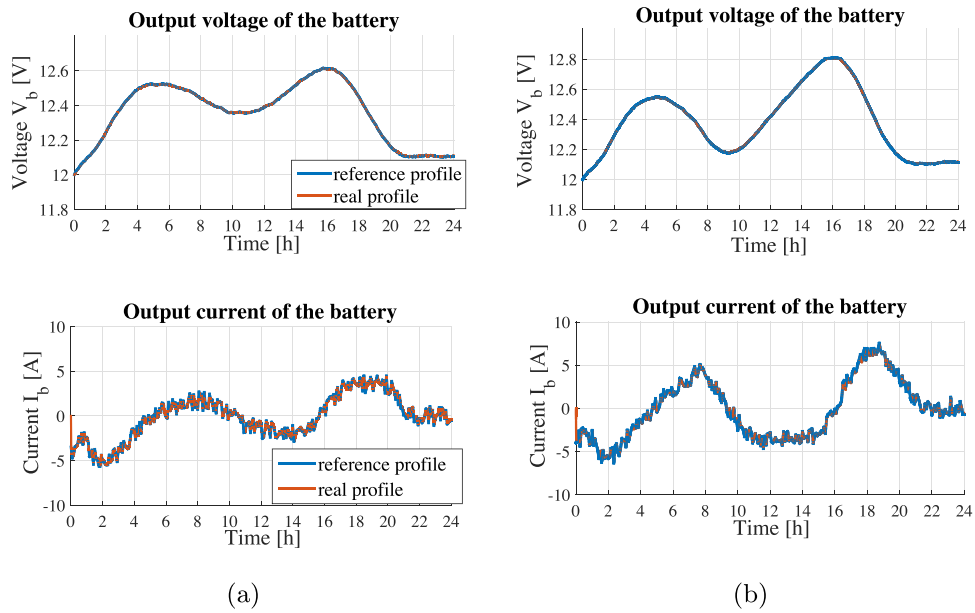 Output voltage of the battery
Voltage V_b [V]
12.6
12.4
12.2
12
11.8
0 2 4 6 8 10 12 14 16 18 20 22 24
Time [h]
reference profile
real profile
Output voltage of the battery
Voltage V_b [V]
12.8
12.6
12.4
12.2
12
11.8
0 2 4 6 8 10 12 14 16 18 20 22 24
Time [h]
Output current of the battery
Current I_b [A]
10
5
0
-5
-10
0 2 4 6 8 10 12 14 16 18 20 22 24
Time [h]
reference profile
real profile
Output current of the battery
Current I_b [A]
10
5
0
-5
-10
0 2 4 6 8 10 12 14 16 18 20 22 24
Time [h]
(a)
(b)